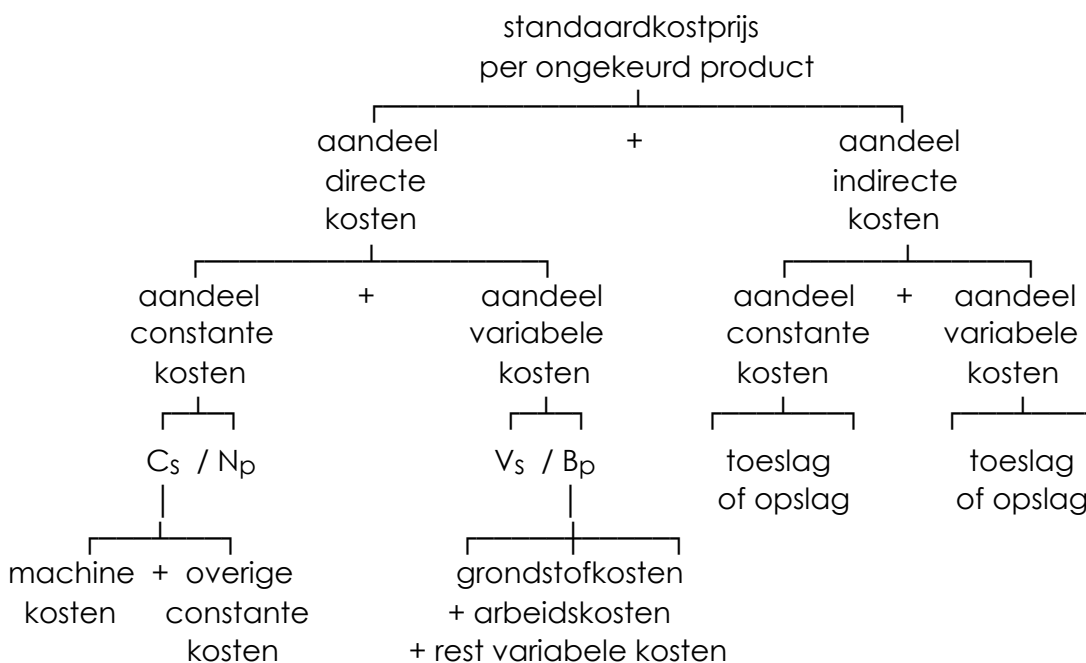 standaardkostprijs
per ongekeurd product
aandeel + aandeel
directe indirecte
kosten kosten
aandeel + aandeel aandeel + aandeel
constante variabele constante variabele
kosten kosten kosten kosten
Cs / Np Vs / Bp toeslag toeslag
of opslag of opslag
machine + overige grondstofkosten
kosten constante + arbeidskosten
kosten + rest variabele kosten